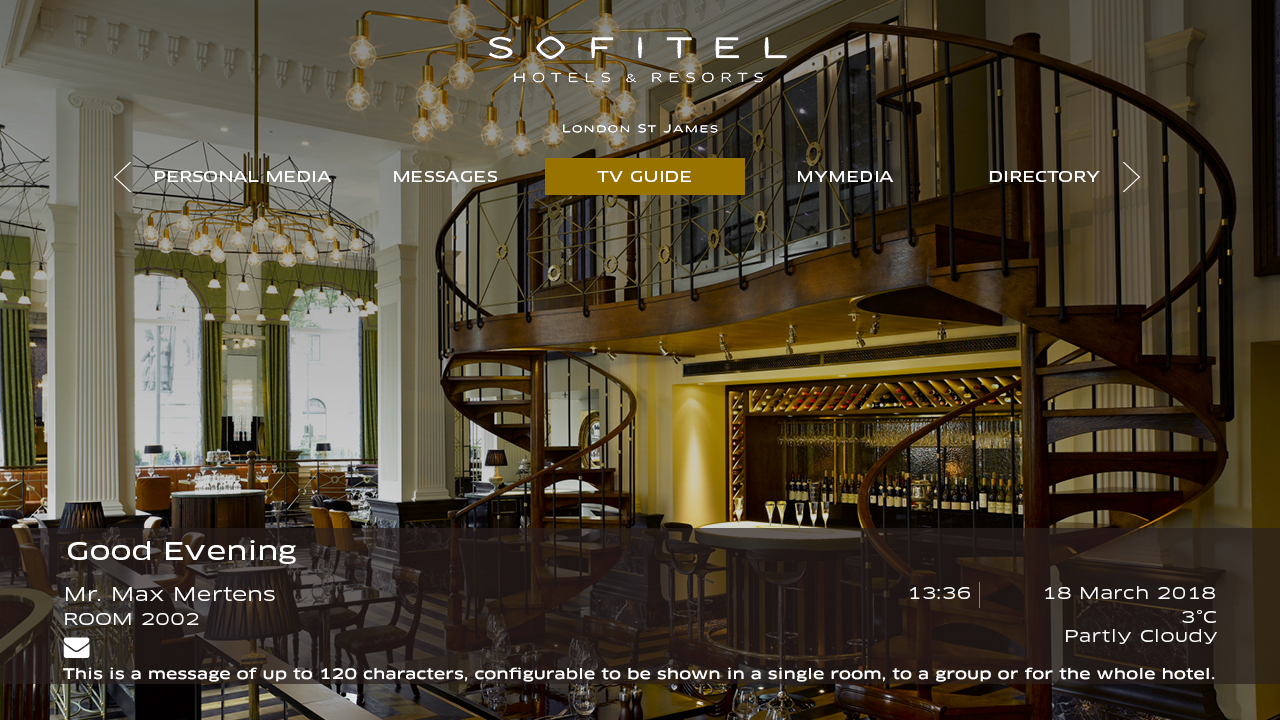 SOFITEL
HOTELS & RESORTS
LONDON ST JAMES
PERSONAL MEDIA MESSAGES TV GUIDE MYMEDIA DIRECTORY
Good Evening
Mr. Max Mertens 13:36 18 March 2018
ROOM 2002 3°C
Partly Cloudy
This is a message of up to 120 characters, configurable to be shown in a single room, to a group or for the whole hotel.